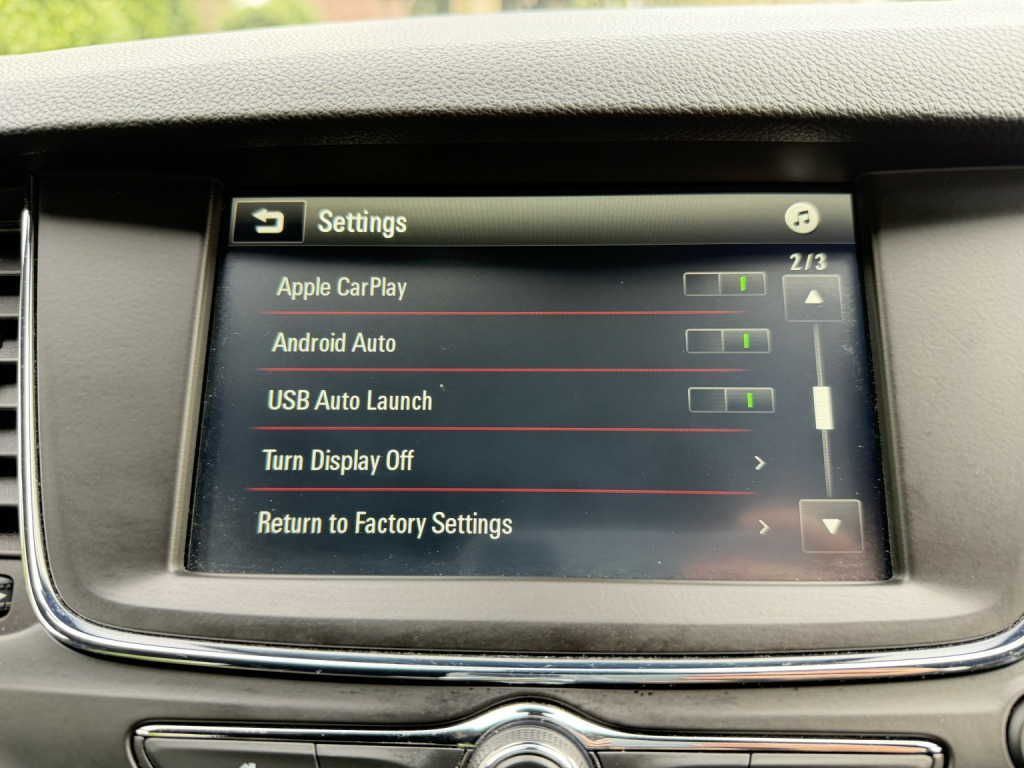 Settings
2/3
Apple CarPlay
Android Auto
USB Auto Launch
Turn Display Off
Return to Factory Settings